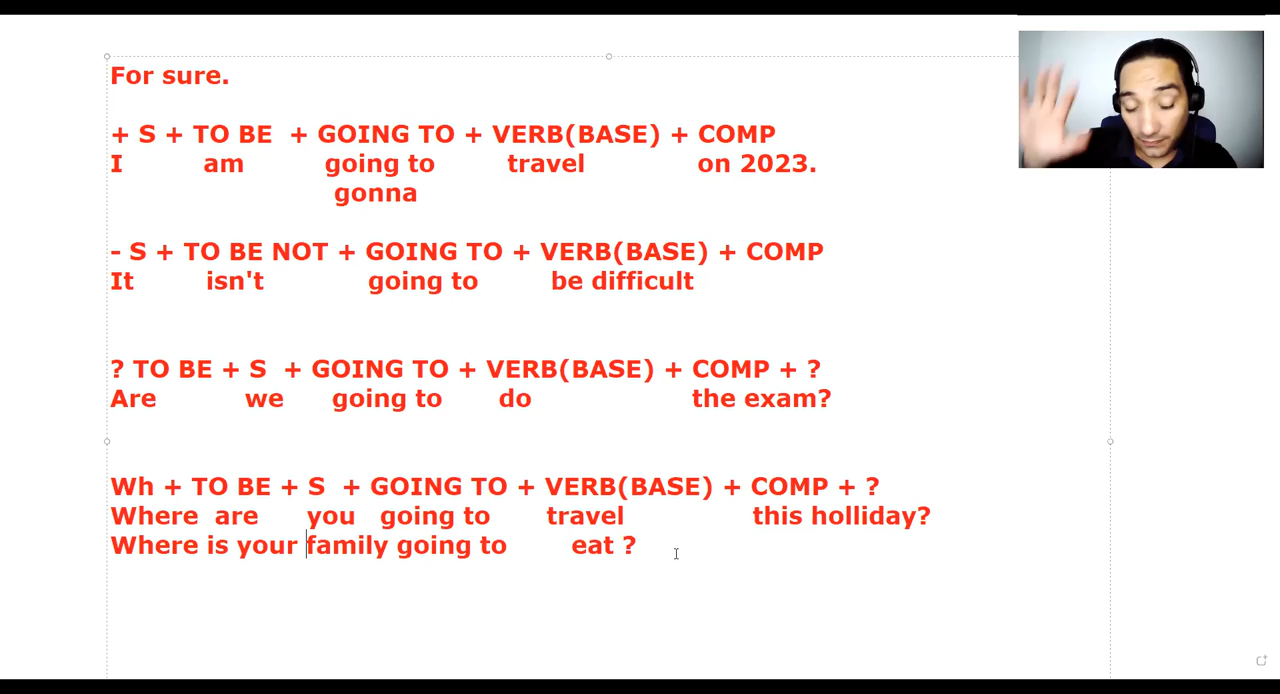 For sure.
+ S + TO BE + GOING TO + VERB(BASE) + COMP
I am going to travel on 2023.
gonna
- S + TO BE NOT + GOING TO + VERB(BASE) + COMP
It isn't going to be difficult
? TO BE + S + GOING TO + VERB(BASE) + COMP + ?
Are we going to do the exam?
Wh + TO BE + S + GOING TO + VERB(BASE) + COMP + ?
Where are you going to travel this holliday?
Where is your family going to eat ?